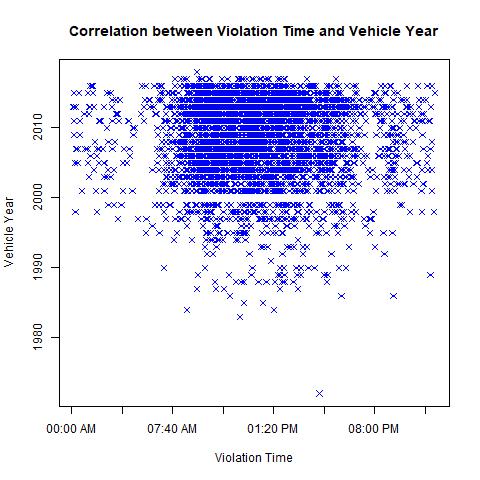 Correlation between Violation Time and Vehicle Year
Vehicle Year
2010
2000
1990
1980
00:00 AM 07:40 AM 01:20 PM 08:00 PM
Violation Time